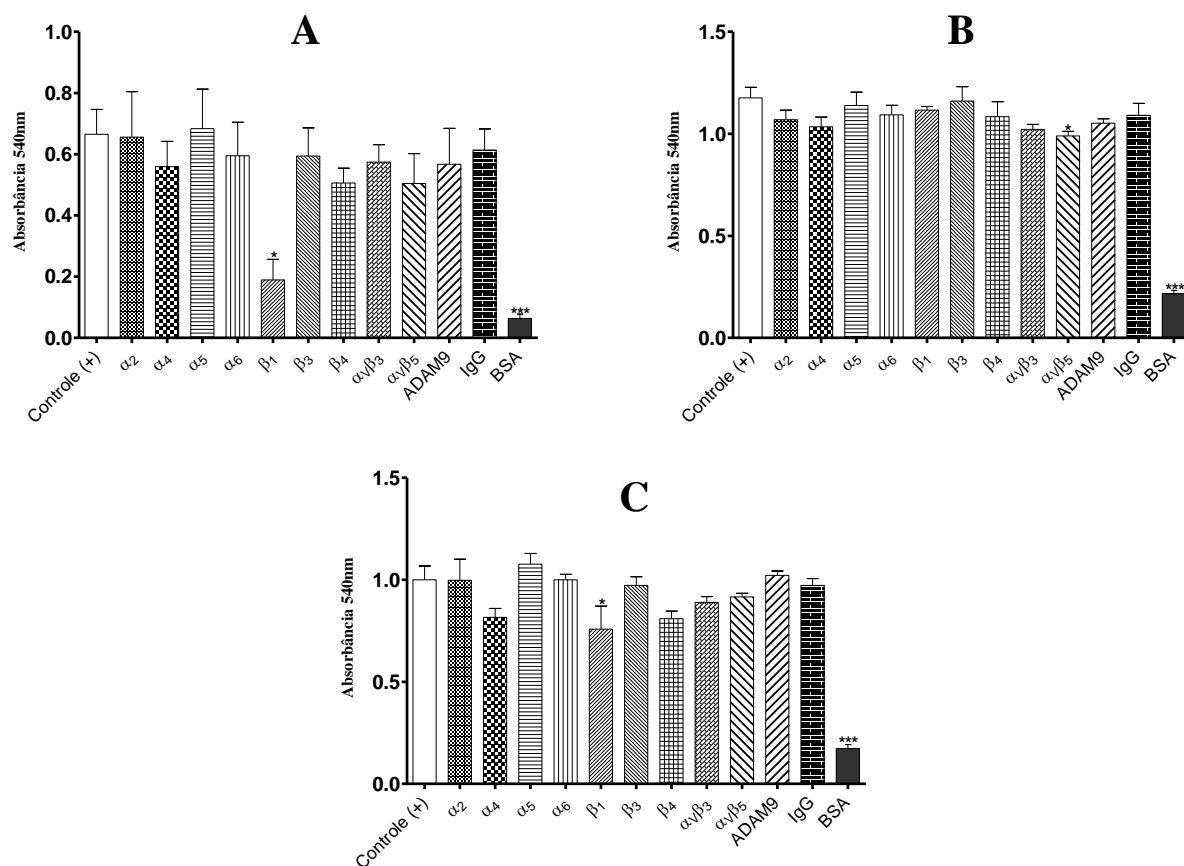 A
Absorbância 540nm
1.0
0.8
0.6
0.4
0.2
0.0
*
***
Controle (+)
α2
α4
α5
α6
β1
β3
β4
αVβ3
αVβ5
ADAM9
IgG
BSA
B
Absorbância 540nm
1.5
1.0
0.5
0.0
*
***
Controle (+)
α2
α4
α5
α6
β1
β3
β4
αVβ3
αVβ5
ADAM9
IgG
BSA
C
Absorbância 540nm
1.5
1.0
0.5
0.0
*
***
Controle (+)
α2
α4
α5
α6
β1
β3
β4
αVβ3
αVβ5
ADAM9
IgG
BSA